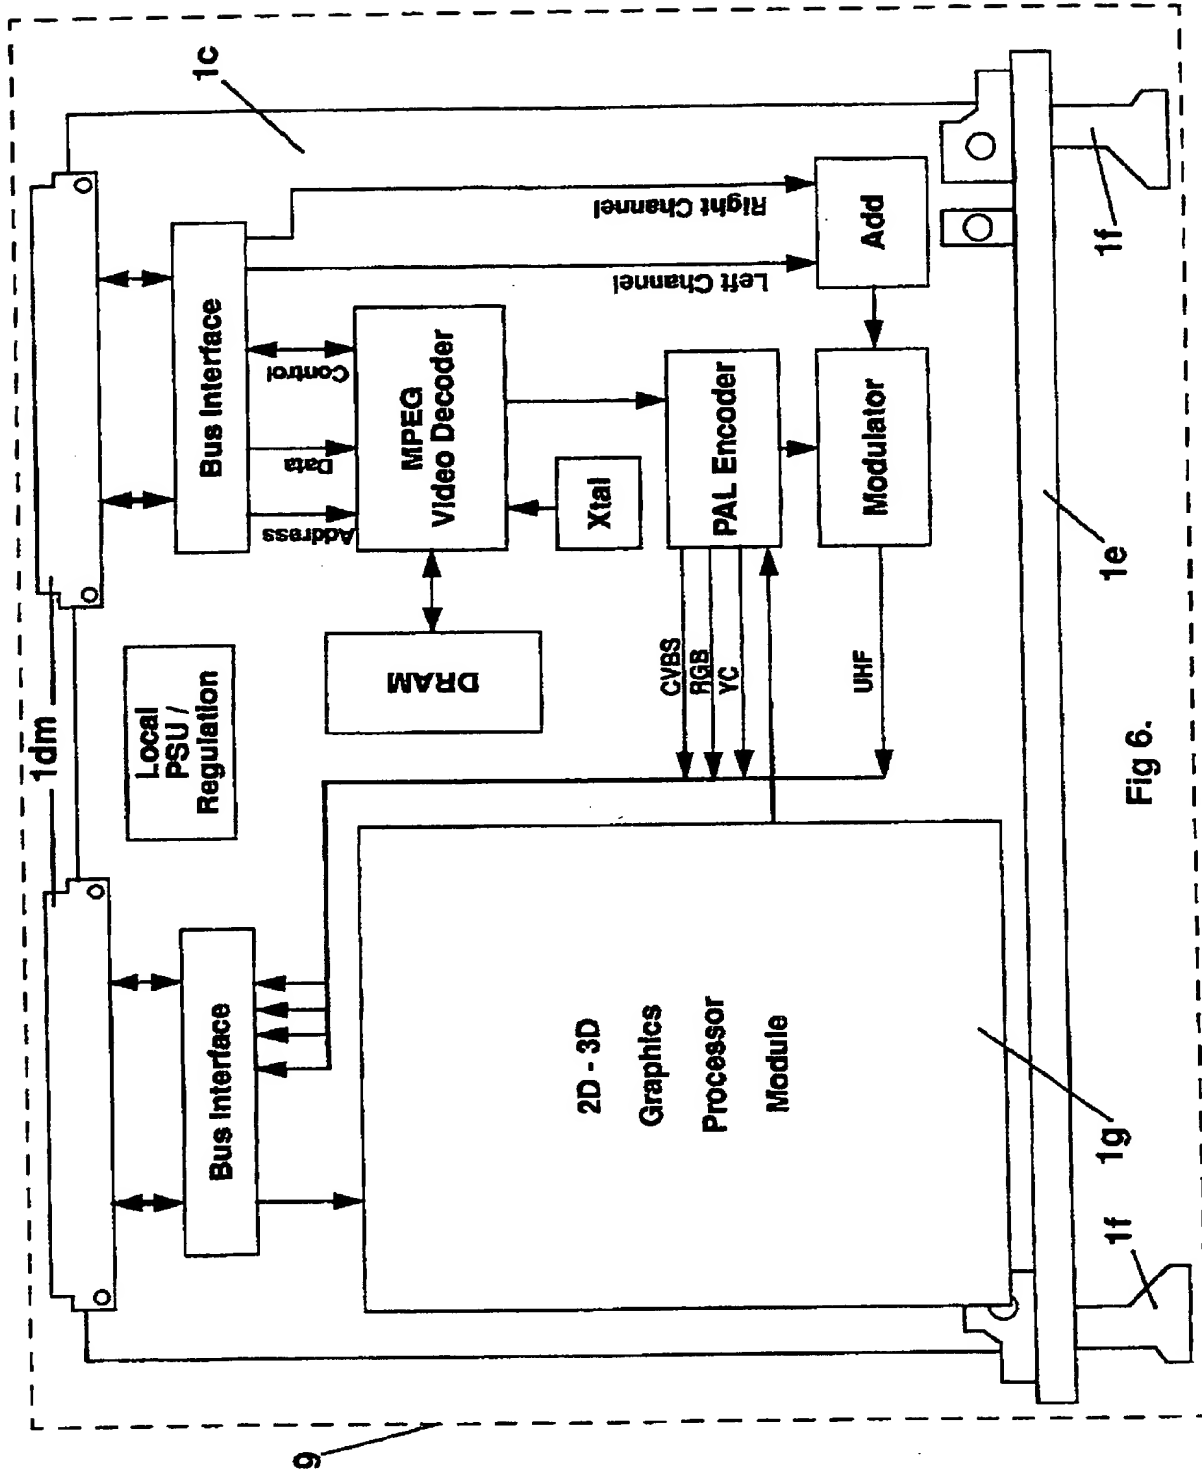 9
1dm
1c
Bus Interface
Local
PSU /
Regulation
Bus Interface
Address
Data
Control
Left Channel
Right Channel
DRAM
MPEG
Video Decoder
Xtal
2D - 3D
Graphics
Processor
Module
CVBS
RGB
YC
UHF
PAL Encoder
Modulator
Add
1f
1g
1e
1f
Fig 6.